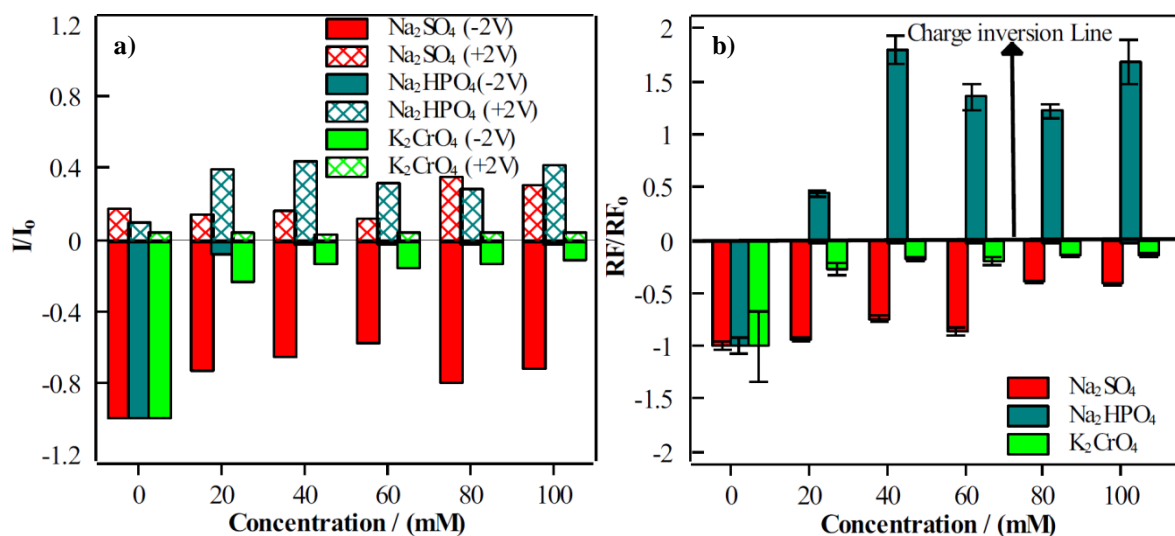 a)
1.2
0.8
0.4
0
-0.4
-0.8
-1.2
I/Iₒ
Na₂SO₄ (-2V)
Na₂SO₄ (+2V)
Na₂HPO₄(-2V)
Na₂HPO₄ (+2V)
K₂CrO₄ (-2V)
K₂CrO₄ (+2V)
0 20 40 60 80 100
Concentration / (mM)
b)
2
1.5
1
0.5
0
-0.5
-1
-1.5
-2
RF/RFₒ
Charge inversion Line
Na₂SO₄
Na₂HPO₄
K₂CrO₄
0 20 40 60 80 100
Concentration / (mM)